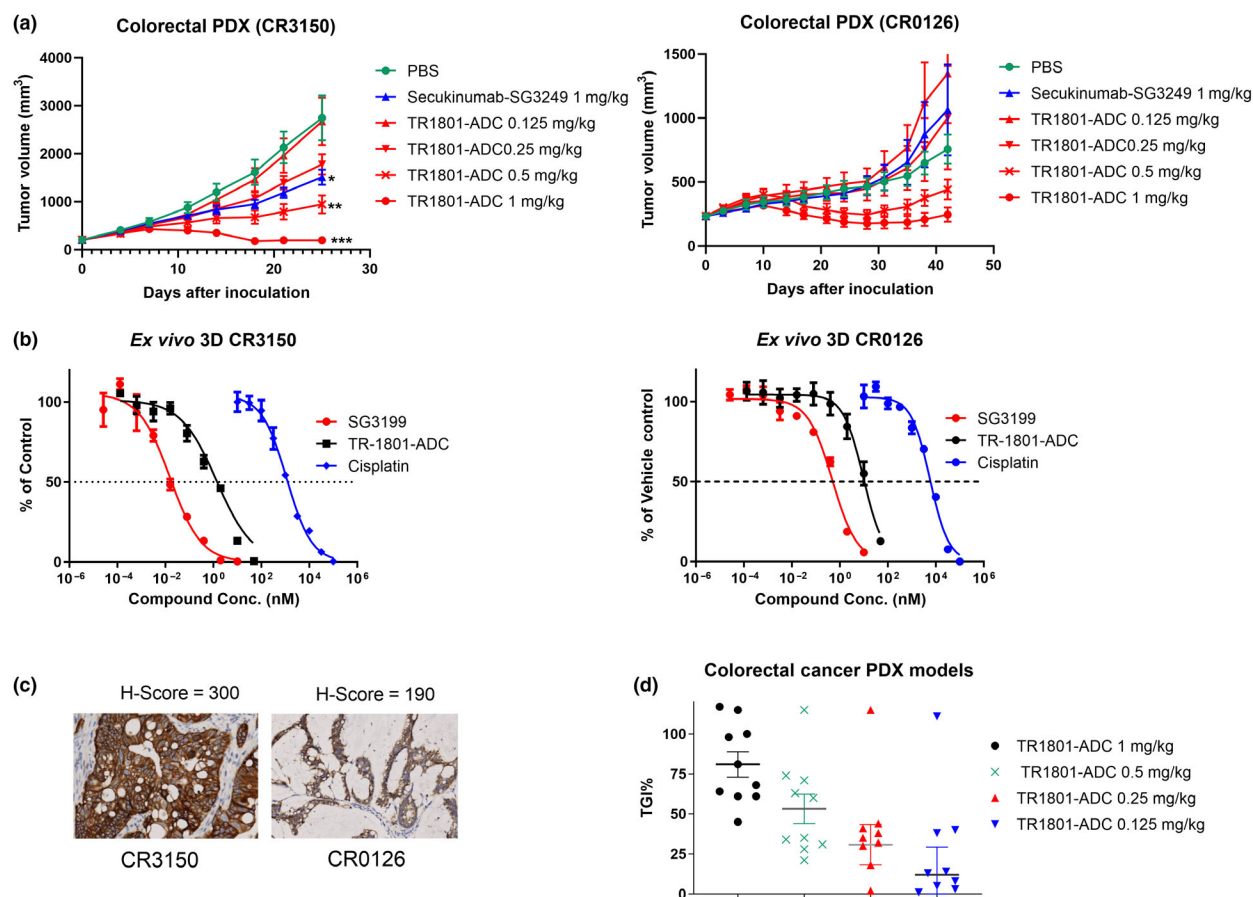 (a)
Colorectal PDX (CR3150)
Tumor volume (mm³)
4000
3000
2000
1000
0
0
10
20
30
Days after inoculation
*
**
***
PBS
Secukinumab-SG3249 1 mg/kg
TR1801-ADC 0.125 mg/kg
TR1801-ADC0.25 mg/kg
TR1801-ADC 0.5 mg/kg
TR1801-ADC 1 mg/kg
Colorectal PDX (CR0126)
Tumor volume (mm³)
1500
1000
500
0
0
10
20
30
40
50
Days after inoculation
PBS
Secukinumab-SG3249 1 mg/kg
TR1801-ADC 0.125 mg/kg
TR1801-ADC0.25 mg/kg
TR1801-ADC 0.5 mg/kg
TR1801-ADC 1 mg/kg
(b)
Ex vivo 3D CR3150
% of Control
100
50
0
10⁻⁶
10⁻⁴
10⁻²
10⁰
10²
10⁴
10⁶
Compound Conc. (nM)
SG3199
TR-1801-ADC
Cisplatin
Ex vivo 3D CR0126
% of Vehicle control
100
50
0
10⁻⁶
10⁻⁴
10⁻²
10⁰
10²
10⁴
10⁶
Compound Conc. (nM)
SG3199
TR-1801-ADC
Cisplatin
(c)
H-Score = 300
H-Score = 190
CR3150
CR0126
(d)
Colorectal cancer PDX models
TGI%
100
75
50
25
0
TR1801-ADC 1 mg/kg
TR1801-ADC 0.5 mg/kg
TR1801-ADC 0.25 mg/kg
TR1801-ADC 0.125 mg/kg